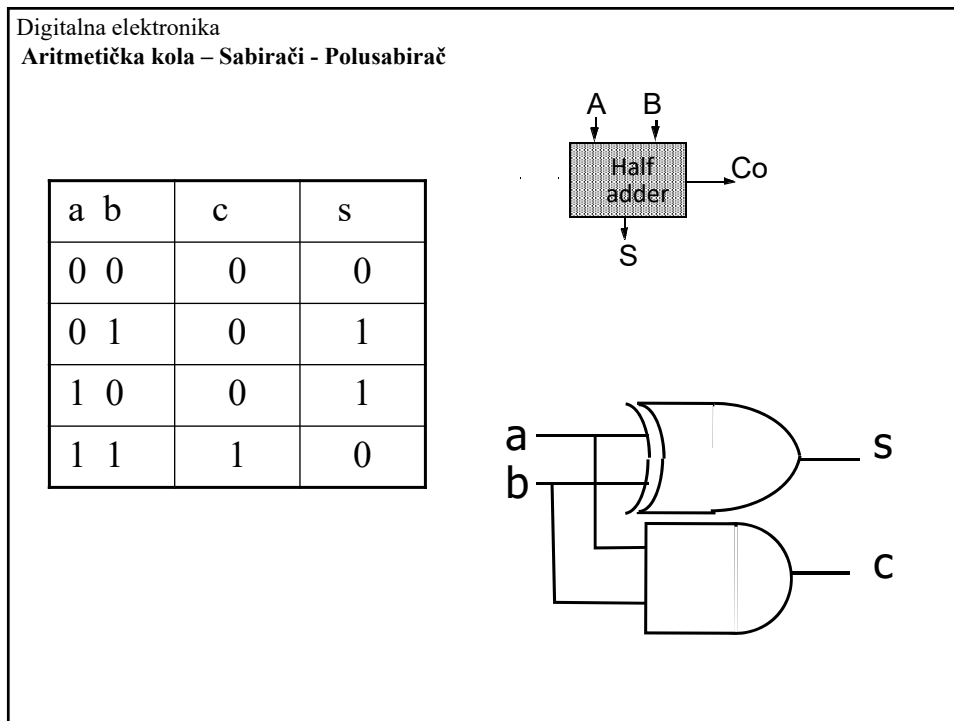 Digitalna elektronika
Aritmetička kola – Sabirači - Polusabirač
A B
Half
adder
Co
S
a b c s
0 0 0 0
0 1 0 1
1 0 0 1
1 1 1 0
a
b
s
c